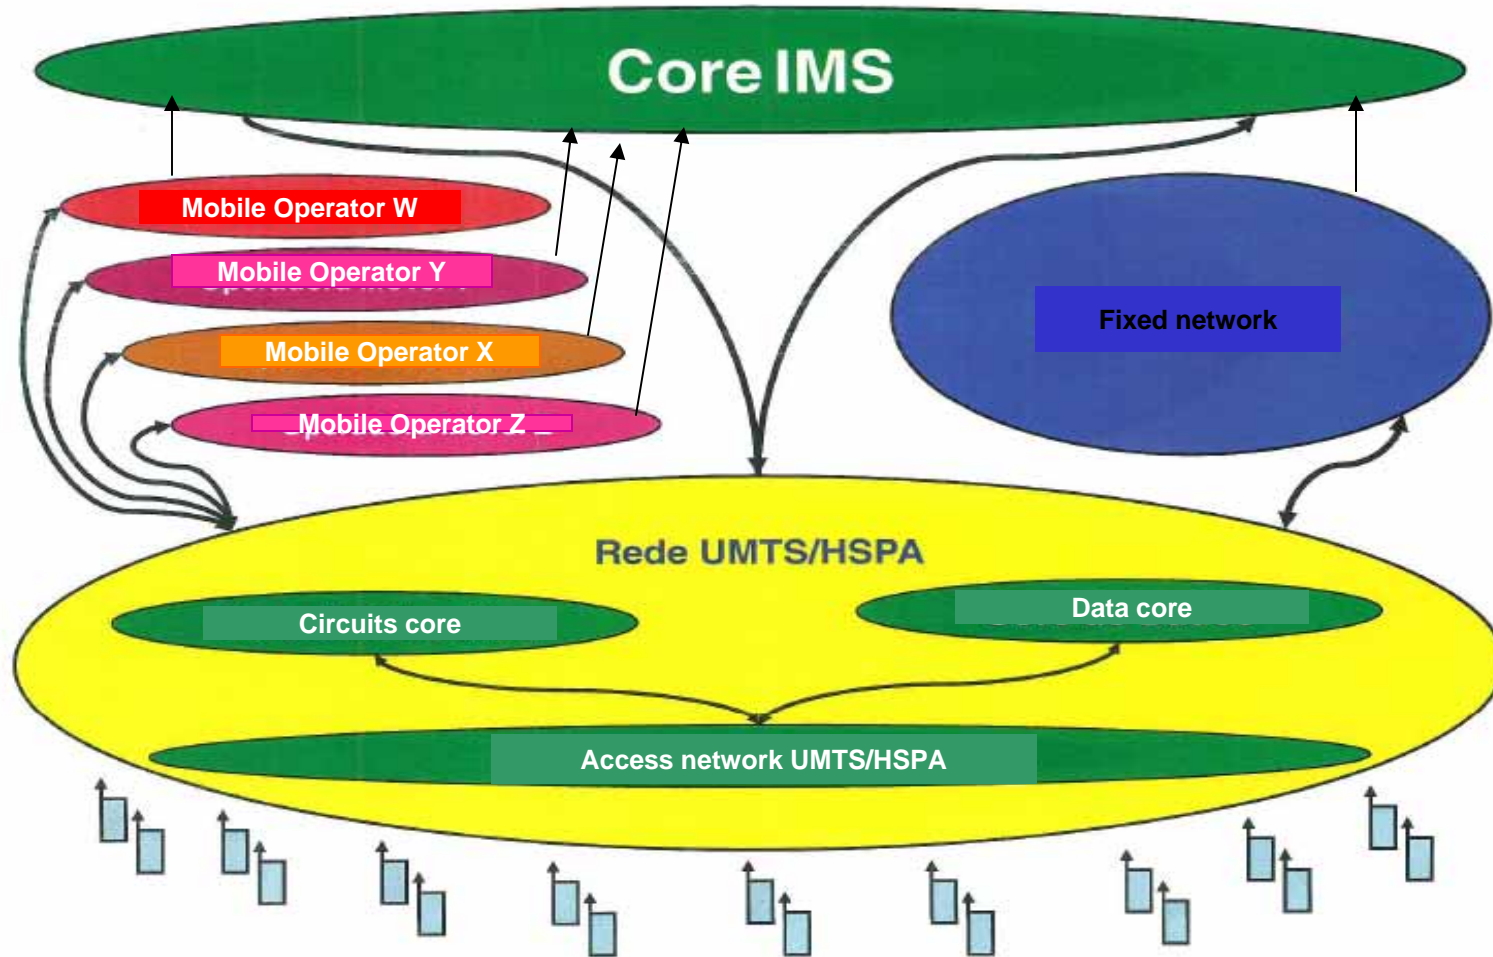 Core IMS
Mobile Operator W
Mobile Operator Y
Mobile Operator X
Mobile Operator Z
Fixed network
Rede UMTS/HSPA
Circuits core
Data core
Access network UMTS/HSPA